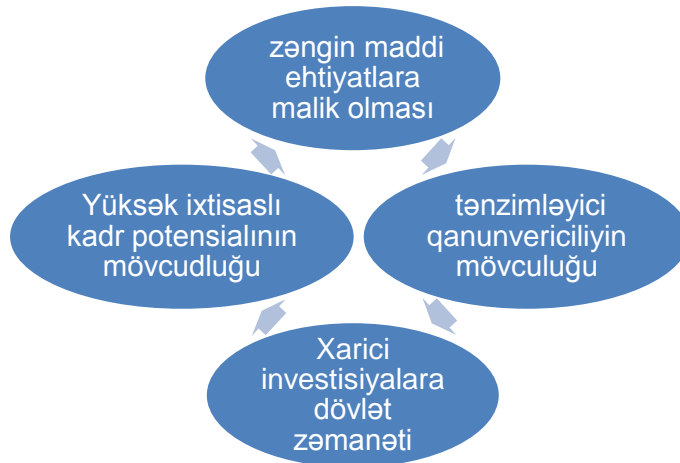 zəngin maddi
ehtiyatlara
malik olması
Yüksək ixtisaslı
kadr potensialının
mövcudluğu
tənzimləyici
qanunvericiliyin
mövculuğu
Xarici
investisiyalara
dövlət
zəmanəti